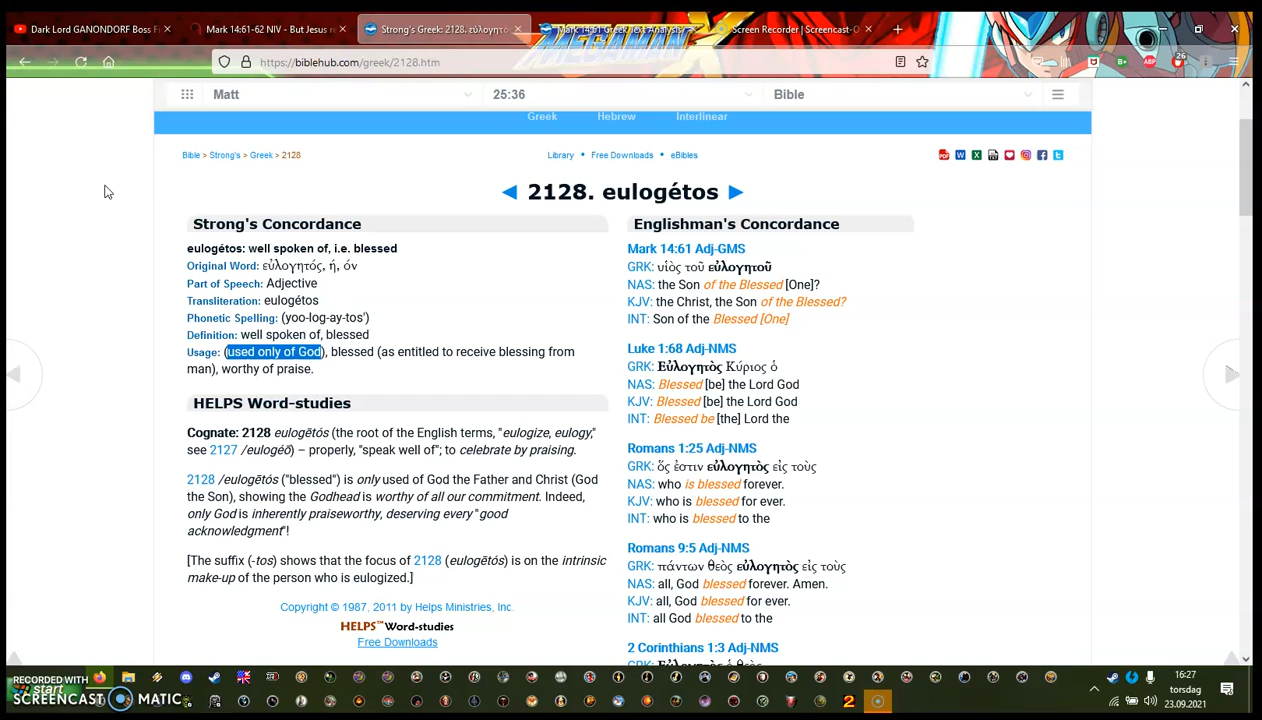 Dark Lord GANONDORF Boss Fi
Mark 14:61-62 NIV - But Jesus re
Strong's Greek: 2128. εὐλογητό
Mark 14:61 Greek Text Analysis
Screen Recorder | Screencast-O
https://biblehub.com/greek/2128.htm
26
Matt
25:36
Bible
Greek
Hebrew
Interlinear
Bible > Strong's > Greek > 2128
Library • Free Downloads • eBibles
◄ 2128. eulogétos ►
Strong's Concordance
eulogétos: well spoken of, i.e. blessed
Original Word: εὐλογητός, ή, όν
Part of Speech: Adjective
Transliteration: eulogétos
Phonetic Spelling: (yoo-log-ay-tos')
Definition: well spoken of, blessed
Usage: (used only of God), blessed (as entitled to receive blessing from
man), worthy of praise.
HELPS Word-studies
Cognate: 2128 eulogētós (the root of the English terms, "eulogize, eulogy,"
see 2127 /eulogéō) – properly, "speak well of"; to celebrate by praising.
2128 /eulogētós ("blessed") is only used of God the Father and Christ (God
the Son), showing the Godhead is worthy of all our commitment. Indeed,
only God is inherently praiseworthy, deserving every "good
acknowledgment"!
[The suffix (-tos) shows that the focus of 2128 (eulogētós) is on the intrinsic
make-up of the person who is eulogized.]
Copyright © 1987, 2011 by Helps Ministries, Inc.
HELPS™ Word-studies
Free Downloads
Englishman's Concordance
Mark 14:61 Adj-GMS
GRK: υἱὸς τοῦ εὐλογητοῦ
NAS: the Son of the Blessed [One]?
KJV: the Christ, the Son of the Blessed?
INT: Son of the Blessed [One]
Luke 1:68 Adj-NMS
GRK: Εὐλογητὸς Κύριος ὁ
NAS: Blessed [be] the Lord God
KJV: Blessed [be] the Lord God
INT: Blessed be [the] Lord the
Romans 1:25 Adj-NMS
GRK: ὅς ἐστιν εὐλογητὸς εἰς τοὺς
NAS: who is blessed forever.
KJV: who is blessed for ever.
INT: who is blessed to the
Romans 9:5 Adj-NMS
GRK: πάντων θεὸς εὐλογητὸς εἰς τοὺς
NAS: all, God blessed forever. Amen.
KJV: all, God blessed for ever.
INT: all God blessed to the
2 Corinthians 1:3 Adj-NMS
GRK: Εὐλογητὸς ὁ θεὸς
RECORDED WITH
SCREENCAST MATIC
start
16:27
torsdag
23.09.2021